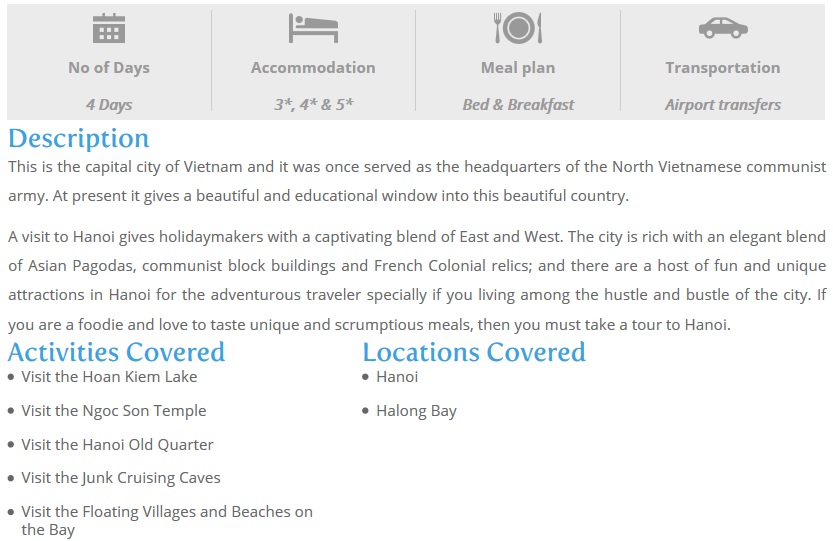 No of Days
Accommodation
Meal plan
Transportation
4 Days
3*, 4* & 5*
Bed & Breakfast
Airport transfers
Description
This is the capital city of Vietnam and it was once served as the headquarters of the North Vietnamese communist
army. At present it gives a beautiful and educational window into this beautiful country.
A visit to Hanoi gives holidaymakers with a captivating blend of East and West. The city is rich with an elegant blend
of Asian Pagodas, communist block buildings and French Colonial relics; and there are a host of fun and unique
attractions in Hanoi for the adventurous traveler specially if you living among the hustle and bustle of the city. If
you are a foodie and love to taste unique and scrumptious meals, then you must take a tour to Hanoi.
Activities Covered
Visit the Hoan Kiem Lake
Visit the Ngoc Son Temple
Visit the Hanoi Old Quarter
Visit the Junk Cruising Caves
Visit the Floating Villages and Beaches on
the Bay
Locations Covered
Hanoi
Halong Bay